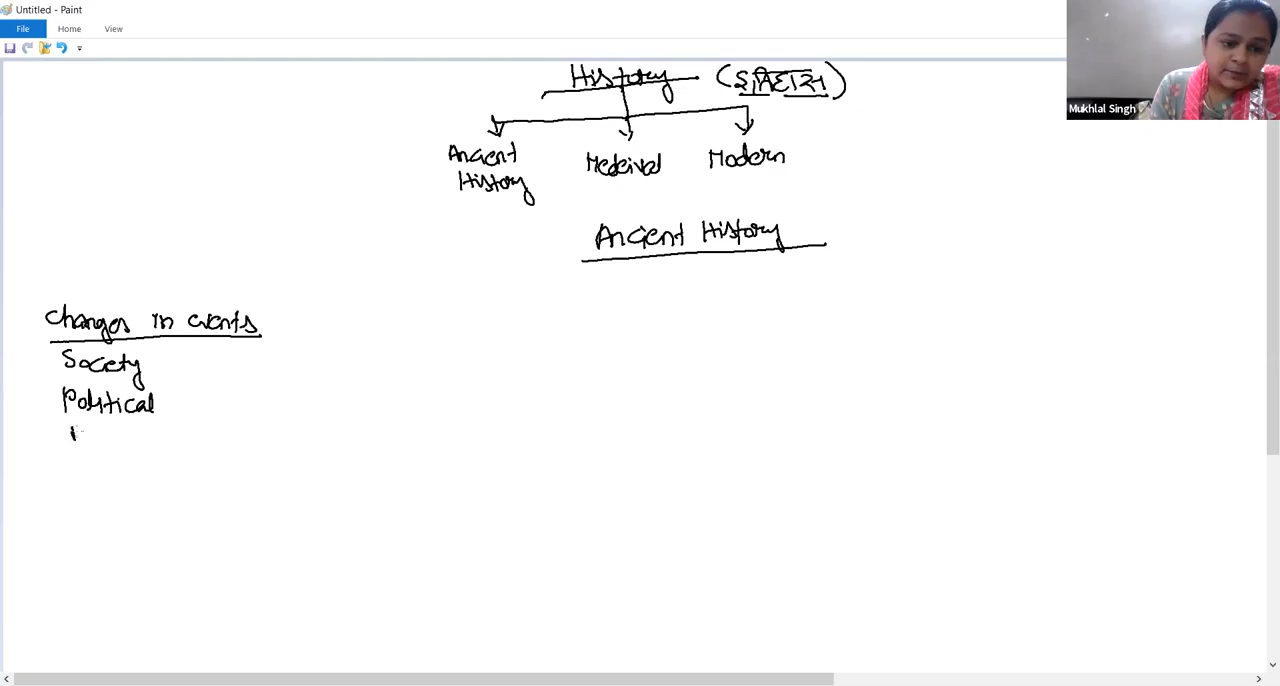 Untitled - Paint
File Home View
History (इतिहास)
Ancient History
Medeival
Modern
Ancient History
Changes in events
Society
Political
Mukhlal Singh